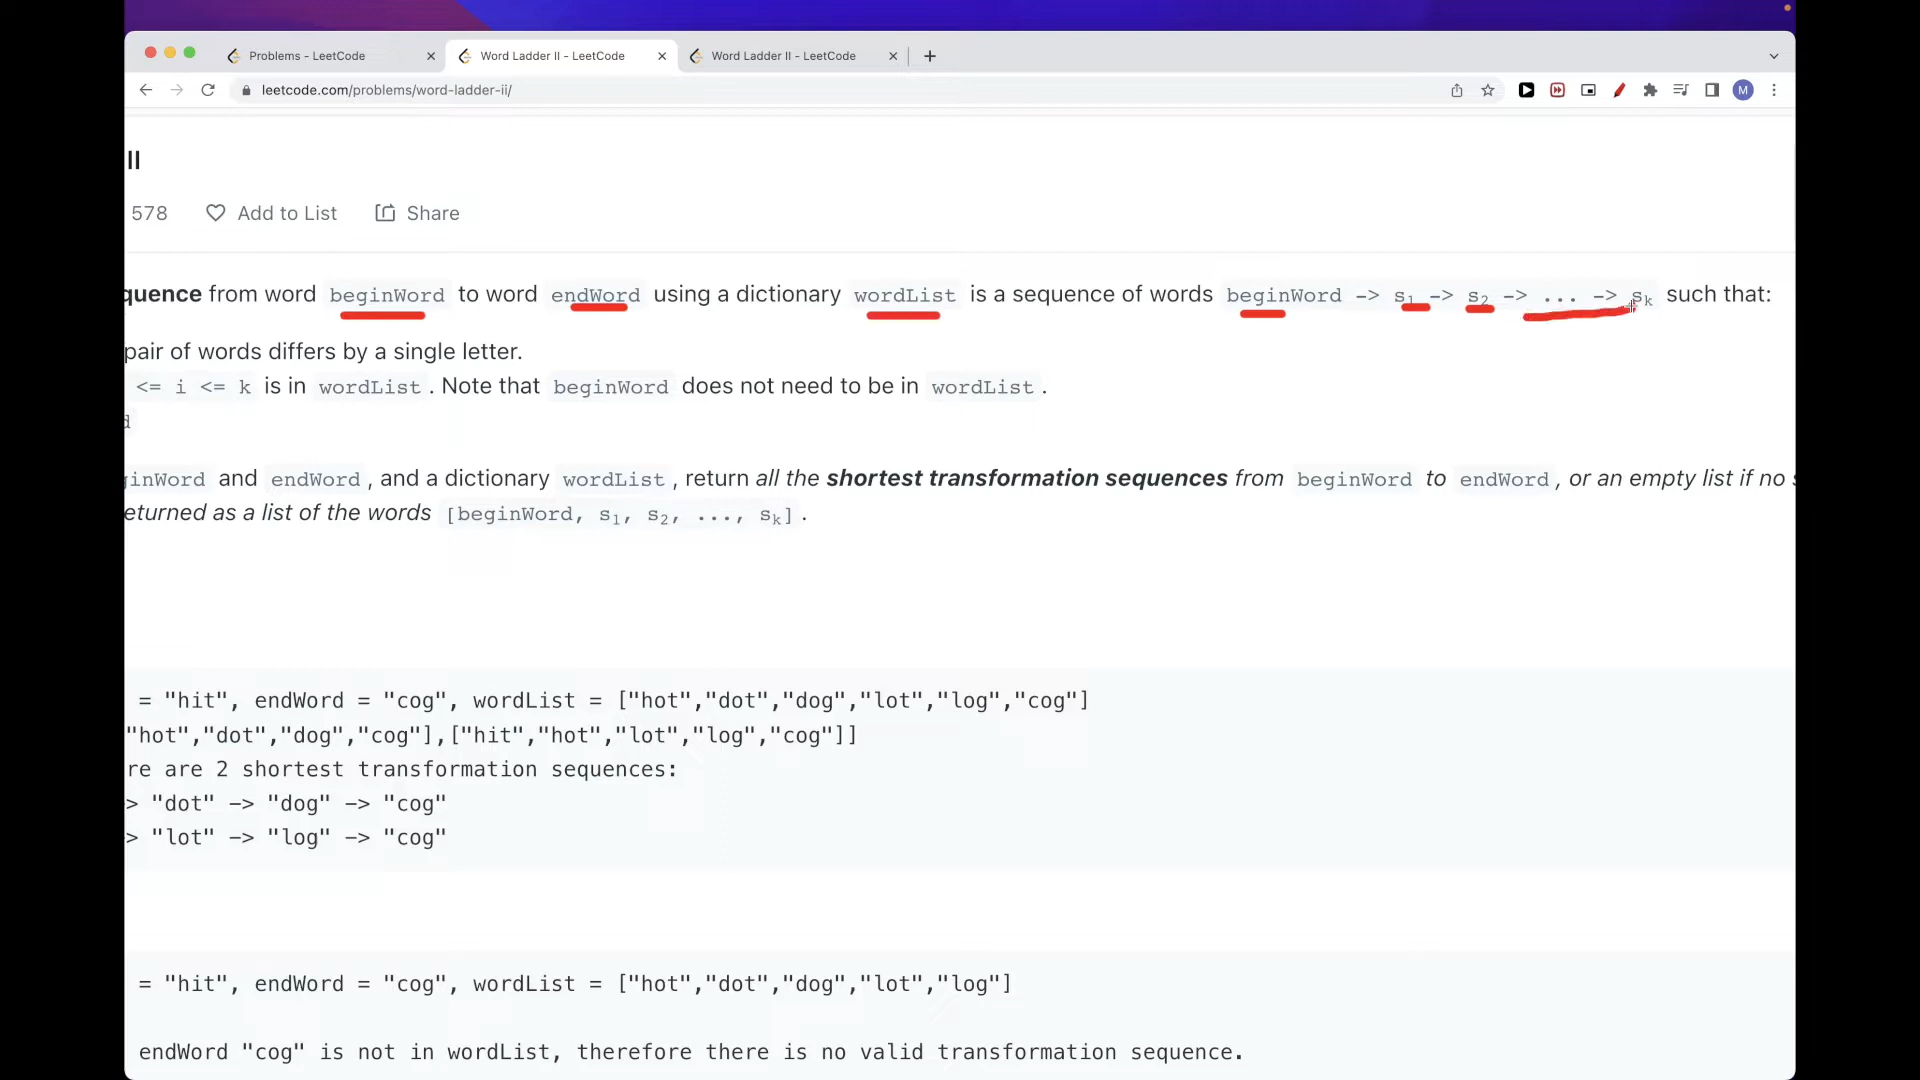 Problems - LeetCode
Word Ladder II - LeetCode
Word Ladder II - LeetCode
leetcode.com/problems/word-ladder-ii/
M
II
578 Add to List Share
quence from word beginWord to word endWord using a dictionary wordList is a sequence of words beginWord -> s1 -> s2 -> ... -> sk such that:
pair of words differs by a single letter.
<= i <= k is in wordList. Note that beginWord does not need to be in wordList.
d
ginWord and endWord, and a dictionary wordList, return all the shortest transformation sequences from beginWord to endWord, or an empty list if no s
eturned as a list of the words [beginWord, s1, s2, ..., sk].
= "hit", endWord = "cog", wordList = ["hot","dot","dog","lot","log","cog"]
"hot","dot","dog","cog"],["hit","hot","lot","log","cog"]]
re are 2 shortest transformation sequences:
> "dot" -> "dog" -> "cog"
> "lot" -> "log" -> "cog"
= "hit", endWord = "cog", wordList = ["hot","dot","dog","lot","log"]
endWord "cog" is not in wordList, therefore there is no valid transformation sequence.